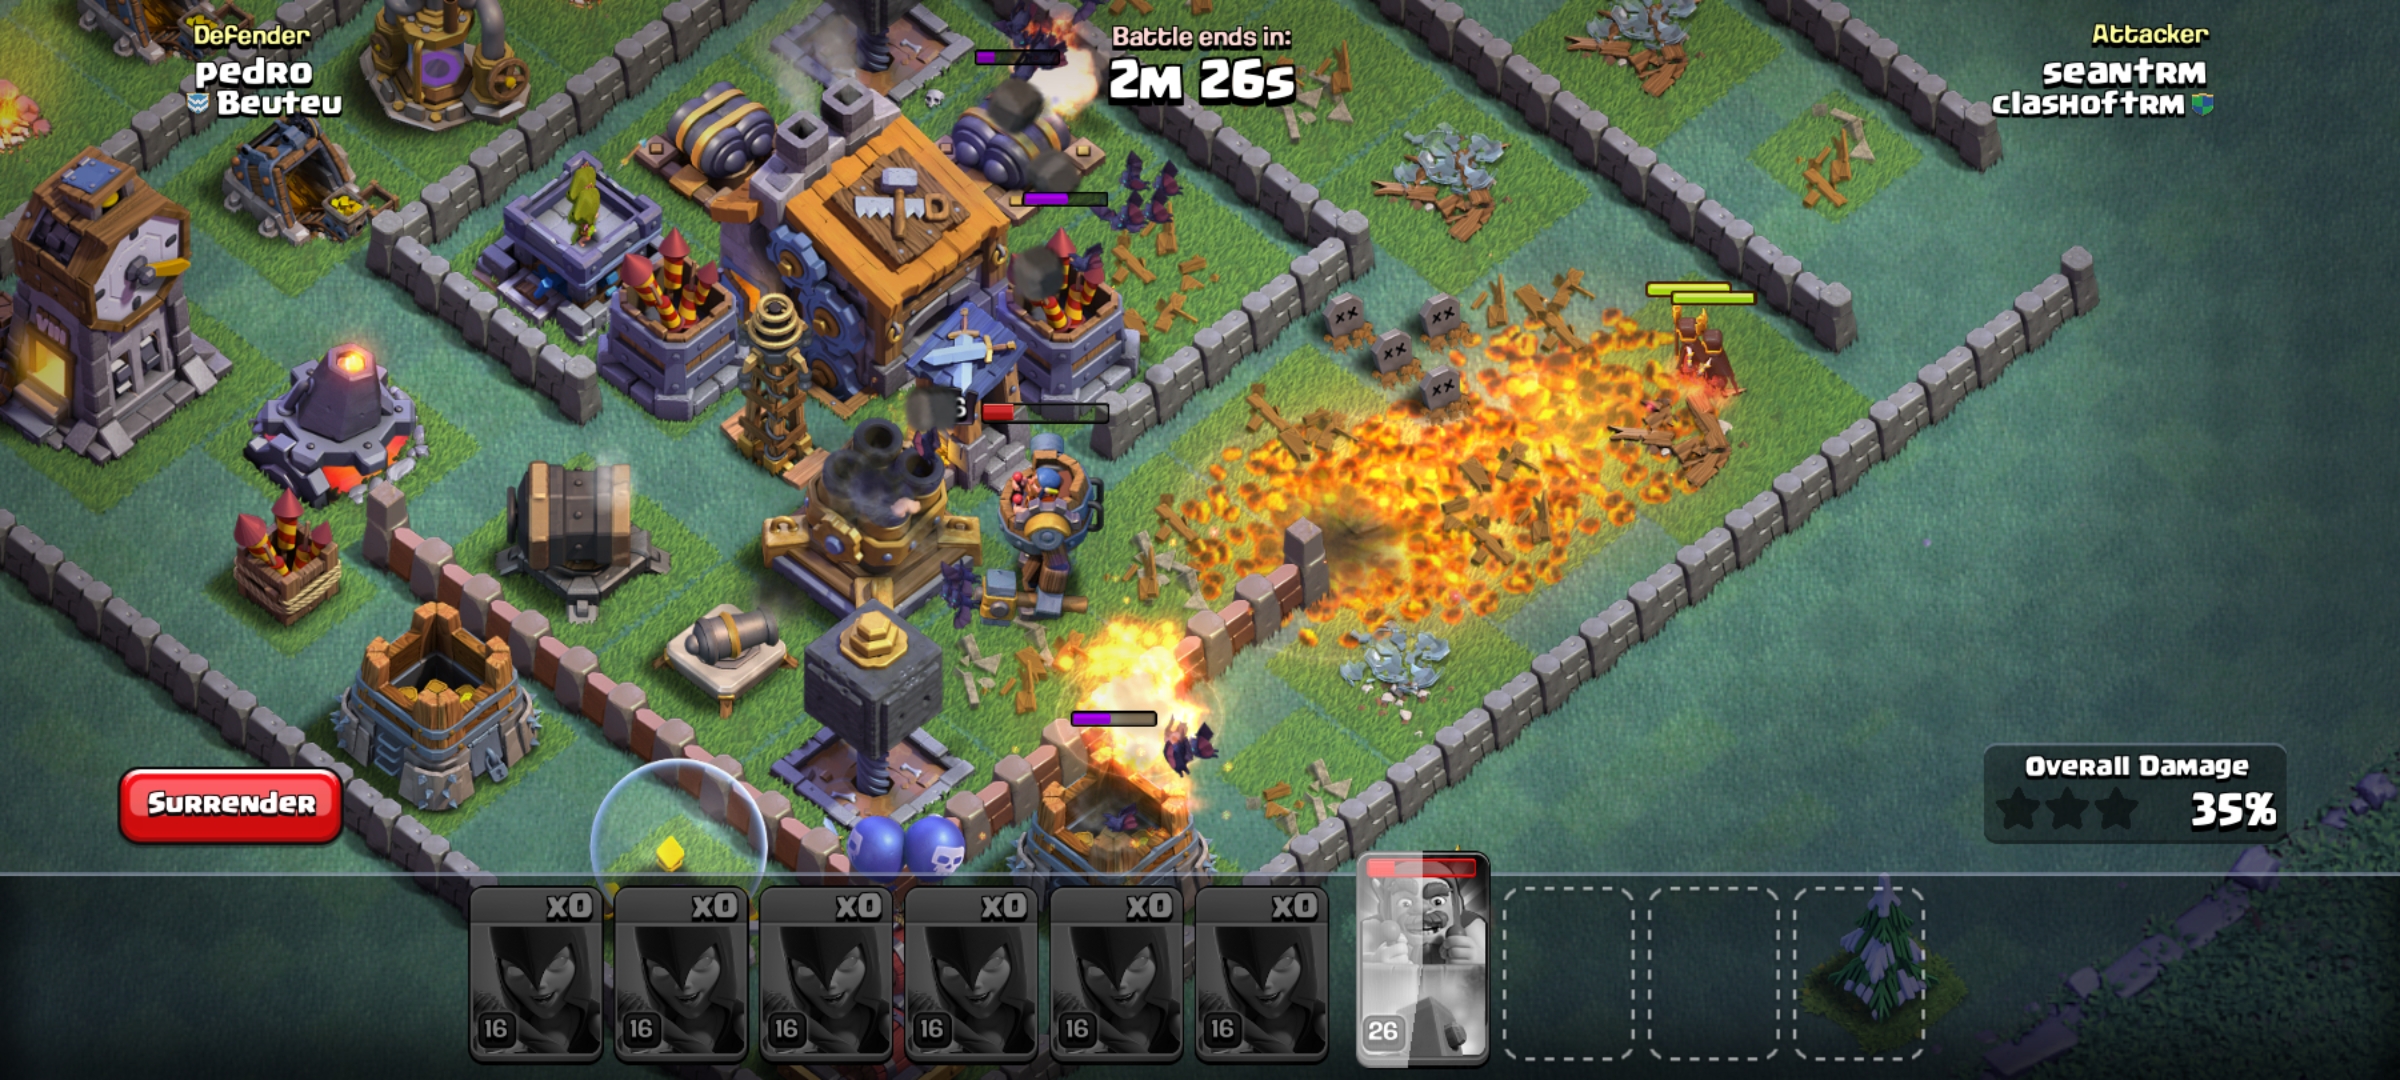 Defender
pedro
Beuteu
Battle ends in:
2m 26s
Attacker
seantrm
clashoftrm
Surrender
Overall Damage
35%
x0
x0
x0
x0
x0
x0
16
16
16
16
16
16
26